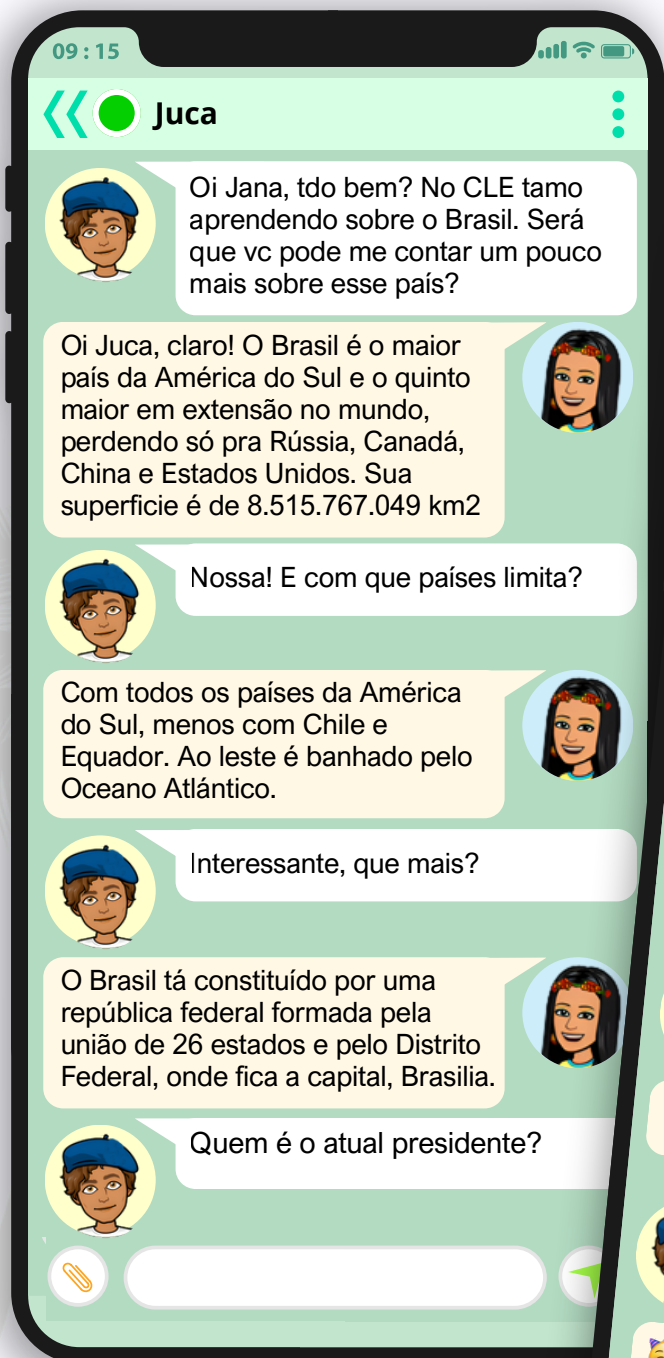 09:15
Juca
Oi Jana, tdo bem? No CLE tamo
aprendendo sobre o Brasil. Será
que vc pode me contar um pouco
mais sobre esse país?
Oi Juca, claro! O Brasil é o maior
país da América do Sul e o quinto
maior em extensão no mundo,
perdendo só pra Rússia, Canadá,
China e Estados Unidos. Sua
superficie é de 8.515.767.049 km2
Nossa! E com que países limita?
Com todos os países da América
do Sul, menos com Chile e
Equador. Ao leste é banhado pelo
Oceano Atlántico.
Interessante, que mais?
O Brasil tá constituído por uma
república federal formada pela
união de 26 estados e pelo Distrito
Federal, onde fica a capital, Brasilia.
Quem é o atual presidente?